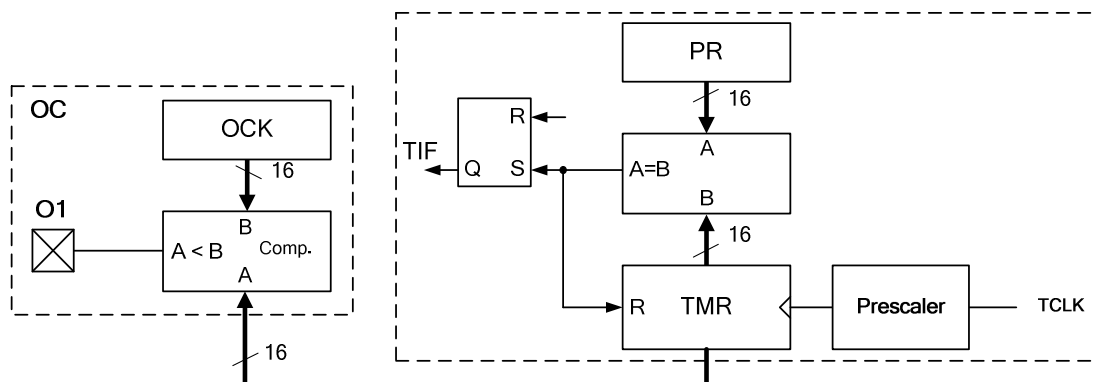 OC
OCK
16
O1
B
A < B
Comp.
A
16
PR
16
R
TIF
Q
S
A
A=B
B
16
R
TMR
Prescaler
TCLK